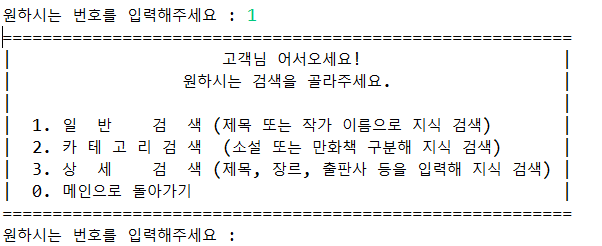 원하시는 번호를 입력해주세요 : 1
=========================================================
| 고객님 어서오세요! |
| 원하시는 검색을 골라주세요. |
| |
| 1. 일 반 검 색 (제목 또는 작가 이름으로 지식 검색) |
| 2. 카 테 고 리 검 색 (소설 또는 만화책 구분해 지식 검색) |
| 3. 상 세 검 색 (제목, 장르, 출판사 등을 입력해 지식 검색) |
| 0. 메인으로 돌아가기 |
=========================================================
원하시는 번호를 입력해주세요 :